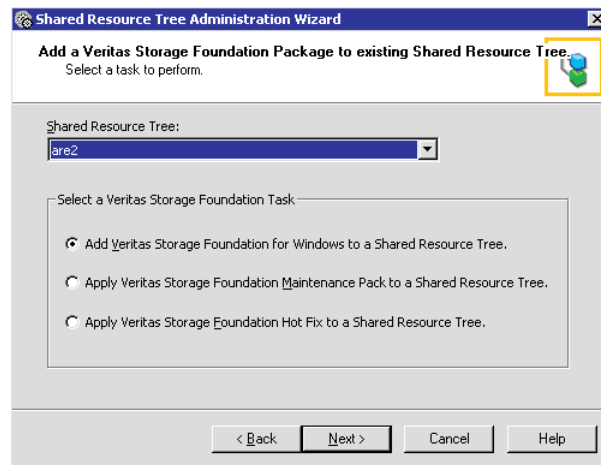 Shared Resource Tree Administration Wizard
Add a Veritas Storage Foundation Package to existing Shared Resource Tree.
Select a task to perform.
Shared Resource Tree:
are2
Select a Veritas Storage Foundation Task
Add Veritas Storage Foundation for Windows to a Shared Resource Tree.
Apply Veritas Storage Foundation Maintenance Pack to a Shared Resource Tree.
Apply Veritas Storage Foundation Hot Fix to a Shared Resource Tree.
< Back Next > Cancel Help